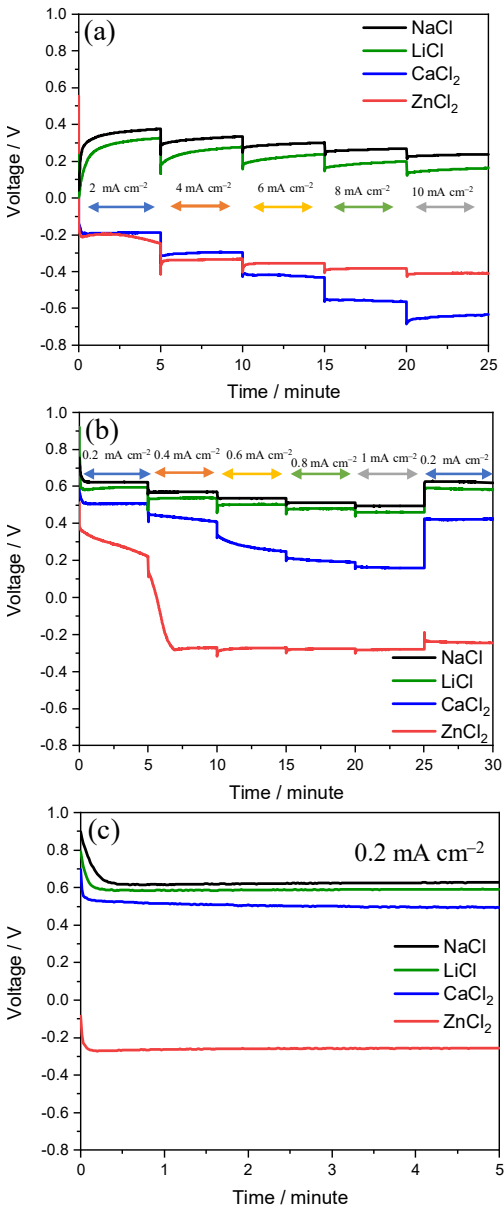 (a)
NaCl
LiCl
CaCl₂
ZnCl₂
1.0
0.8
0.6
0.4
0.2
0.0
-0.2
-0.4
-0.6
-0.8
Voltage / V
2 mA cm⁻²
4 mA cm⁻²
6 mA cm⁻²
8 mA cm⁻²
10 mA cm⁻²
0 5 10 15 20 25
Time / minute
(b)
1.0
0.8
0.6
0.4
0.2
0.0
-0.2
-0.4
-0.6
-0.8
Voltage / V
0.2 mA cm⁻²
0.4 mA cm⁻²
0.6 mA cm⁻²
0.8 mA cm⁻²
1 mA cm⁻²
0.2 mA cm⁻²
NaCl
LiCl
CaCl₂
ZnCl₂
0 5 10 15 20 25 30
Time / minute
(c)
0.2 mA cm⁻²
1.0
0.8
0.6
0.4
0.2
0.0
-0.2
-0.4
-0.6
-0.8
Voltage / V
NaCl
LiCl
CaCl₂
ZnCl₂
0 1 2 3 4 5
Time / minute